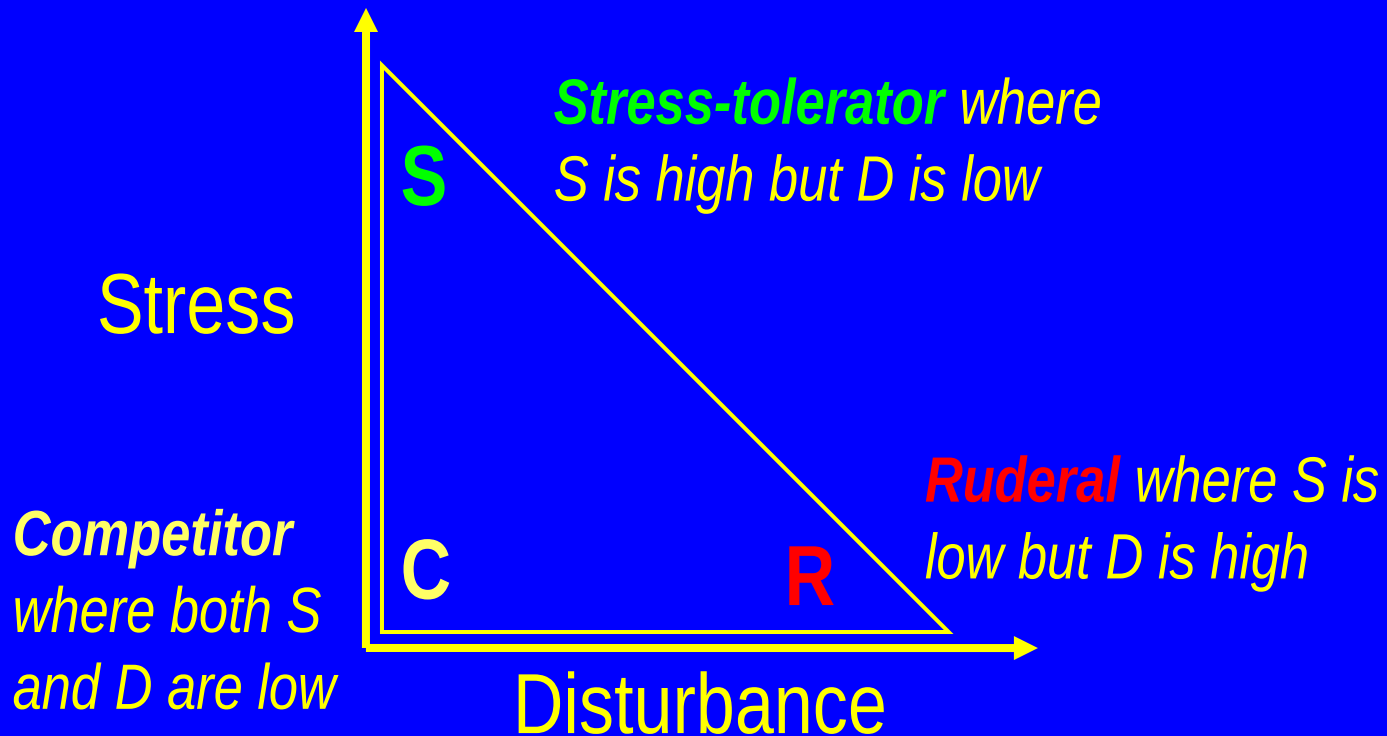 Stress-tolerator where
S is high but D is low
S
Stress
Ruderal where S is
low but D is high
Competitor
where both S
and D are low
C
R
Disturbance